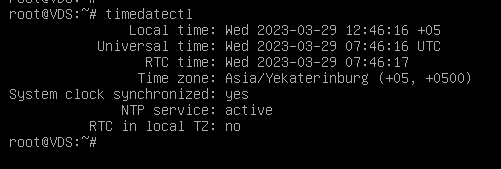 root@VDS:~# timedatectl
Local time: Wed 2023-03-29 12:46:16 +05
Universal time: Wed 2023-03-29 07:46:16 UTC
RTC time: Wed 2023-03-29 07:46:17
Time zone: Asia/Yekaterinburg (+05, +0500)
System clock synchronized: yes
NTP service: active
RTC in local TZ: no
root@VDS:~#